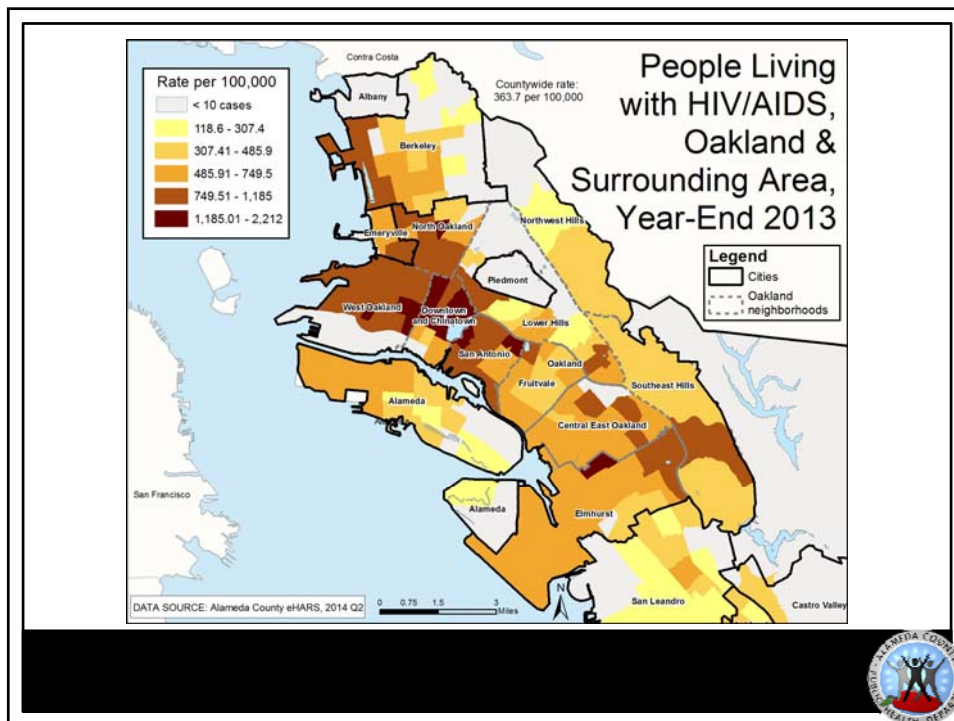 People Living
with HIV/AIDS,
Oakland &
Surrounding Area,
Year-End 2013
Countywide rate:
363.7 per 100,000
Rate per 100,000
< 10 cases
118.6 - 307.4
307.41 - 485.9
485.91 - 749.5
749.51 - 1,185
1,185.01 - 2,212
Legend
Cities
Oakland
neighborhoods
Contra Costa
Albany
Berkeley
Emeryville
North Oakland
Northwest Hills
Piedmont
West Oakland
Downtown
and Chinatown
Lower Hills
San Antonio
Oakland
Fruitvale
Southeast Hills
Alameda
Central East Oakland
San Francisco
Alameda
Elmhurst
San Leandro
Castro Valley
DATA SOURCE: Alameda County eHARS, 2014 Q2
0 0.75 1.5 3
Miles
N
ALAMEDA COUNTY
PUBLIC HEALTH DEPARTMENT